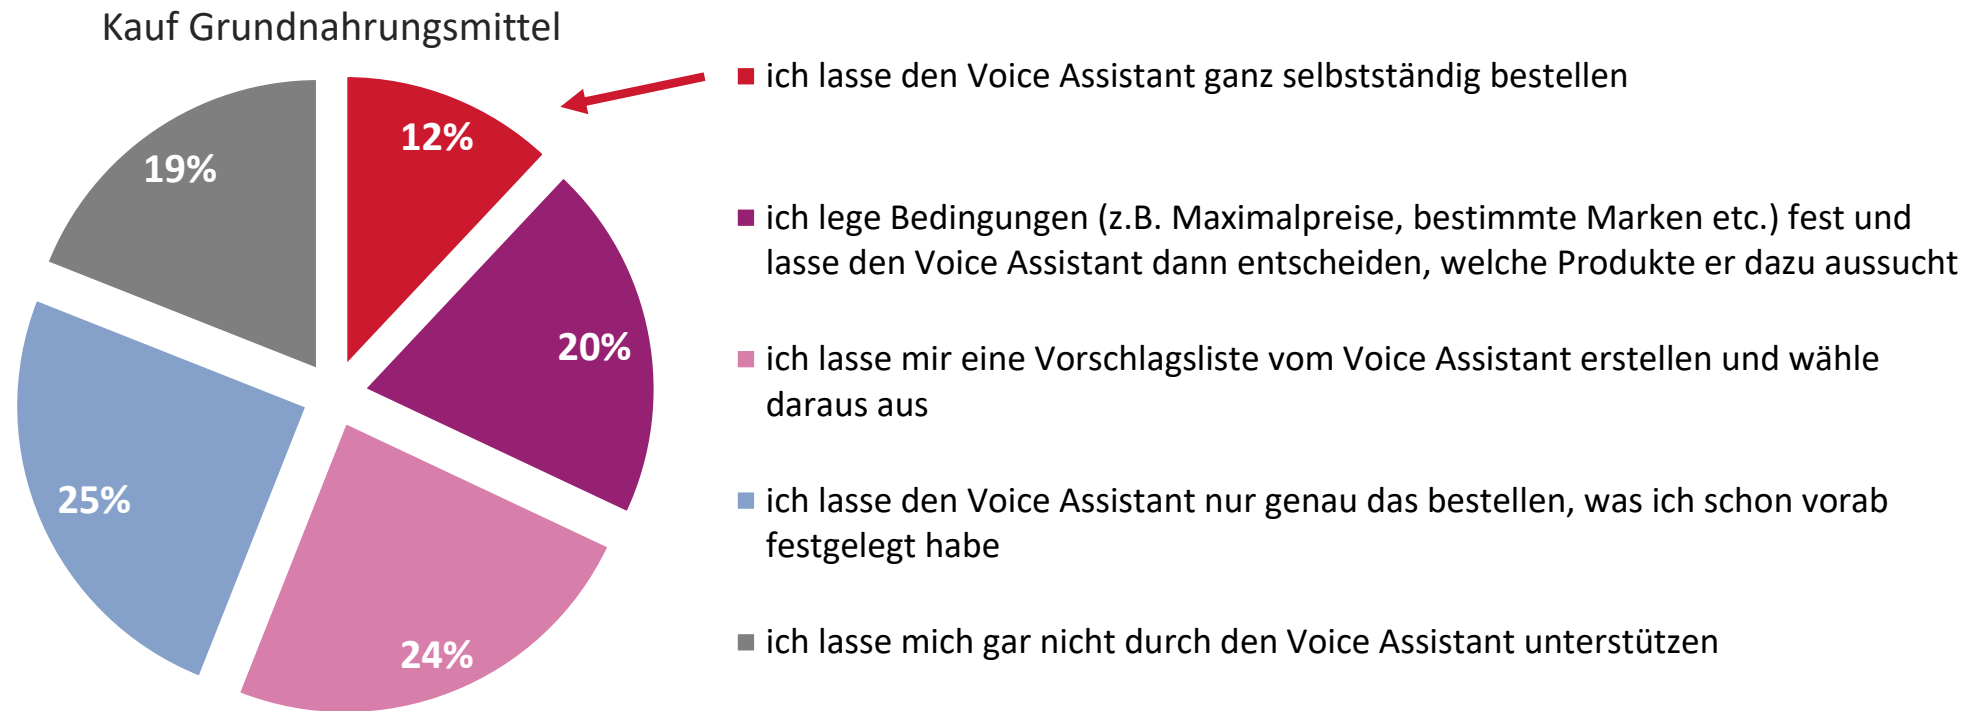 Kauf Grundnahrungsmittel
12%
20%
24%
25%
19%
ich lasse den Voice Assistant ganz selbstständig bestellen
ich lege Bedingungen (z.B. Maximalpreise, bestimmte Marken etc.) fest und
lasse den Voice Assistant dann entscheiden, welche Produkte er dazu aussucht
ich lasse mir eine Vorschlagsliste vom Voice Assistant erstellen und wähle
daraus aus
ich lasse den Voice Assistant nur genau das bestellen, was ich schon vorab
festgelegt habe
ich lasse mich gar nicht durch den Voice Assistant unterstützen